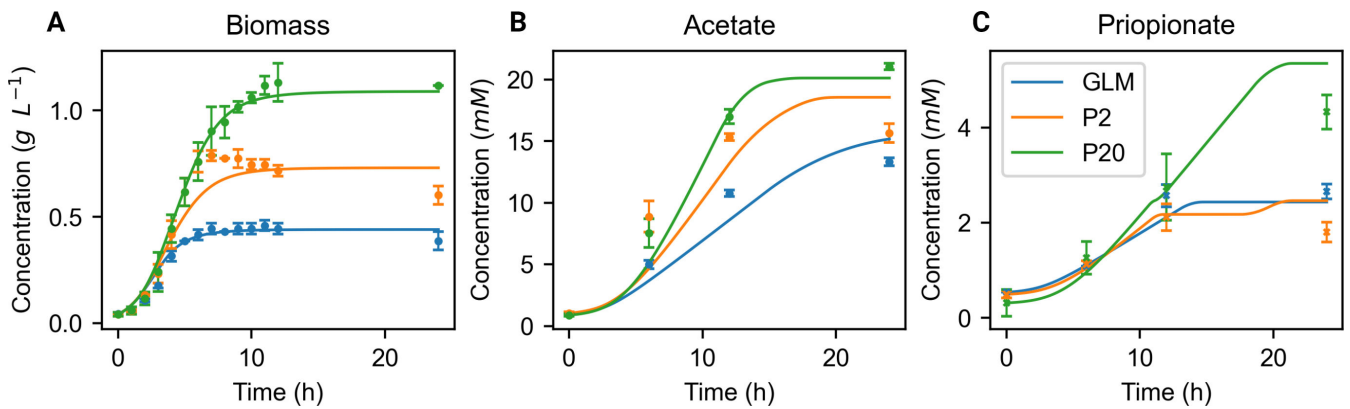 A Biomass
Concentration (g L⁻¹)
1.0
0.5
0.0
0 10 20
Time (h)
B Acetate
Concentration (mM)
20
15
10
5
0
0 10 20
Time (h)
C Priopionate
Concentration (mM)
4
2
0
GLM
P2
P20
0 10 20
Time (h)